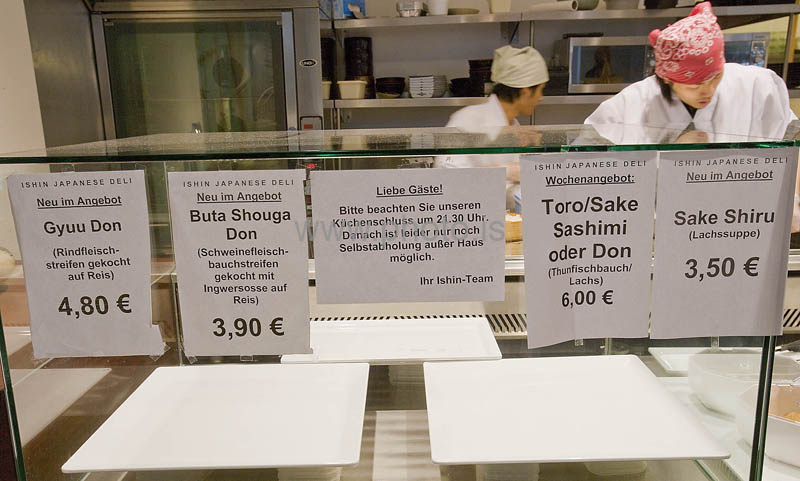 ISHIN JAPANESE DELI
Neu im Angebot
Gyuu Don
(Rindfleisch-
streifen gekocht
auf Reis)
4,80 €
ISHIN JAPANESE DELI
Neu im Angebot
Buta Shouga
Don
(Schweinefleisch-
bauchstreifen
gekocht mit
Ingwersosse auf
Reis)
3,90 €
Liebe Gäste!
Bitte beachten Sie unseren
Küchenschluss um 21.30 Uhr.
Danach ist leider nur noch
Selbstabholung außer Haus
möglich.
Ihr Ishin-Team
ISHIN JAPANESE DELI
Wochenangebot:
Toro/Sake
Sashimi
oder Don
(Thunfischbauch/
Lachs)
6,00 €
ISHIN JAPANESE DELI
Neu im Angebot
Sake Shiru
(Lachssuppe)
3,50 €